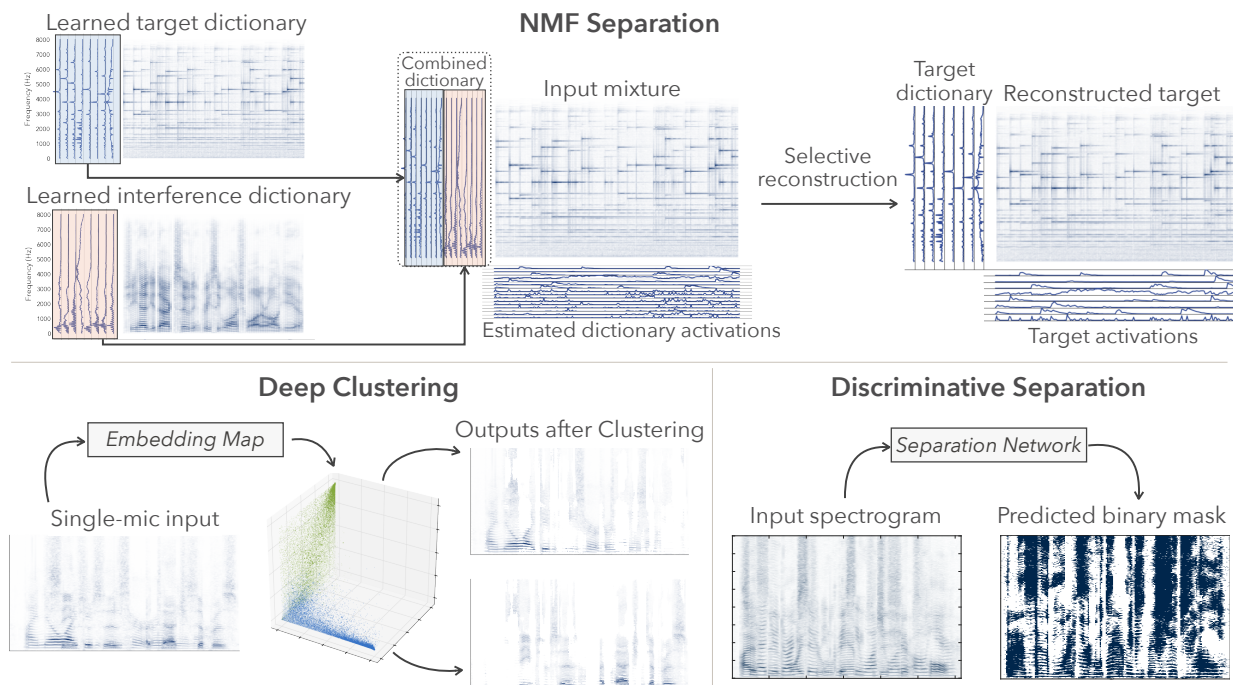 NMF Separation
Learned target dictionary
Frequency (Hz)
8000
7000
6000
5000
4000
3000
2000
1000
0
Learned interference dictionary
Frequency (Hz)
8000
7000
6000
5000
4000
3000
2000
1000
0
Combined
dictionary
Input mixture
Estimated dictionary activations
Selective
reconstruction
Target
dictionary
Reconstructed target
Target activations
Deep Clustering
Embedding Map
Single-mic input
Outputs after Clustering
Discriminative Separation
Separation Network
Input spectrogram
Predicted binary mask